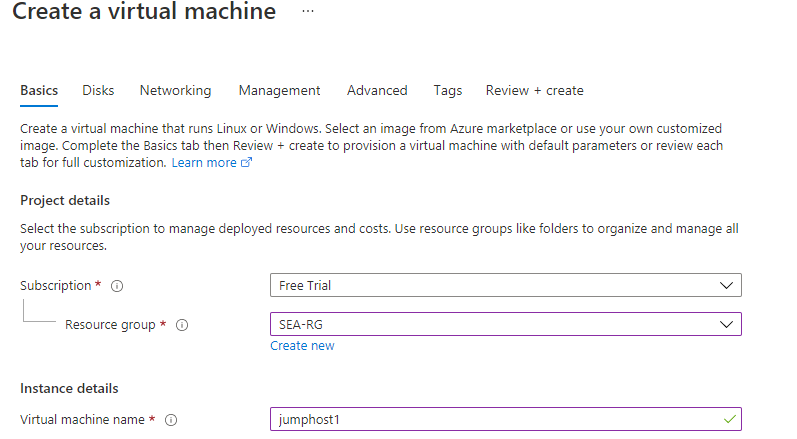 Create a virtual machine ...
Basics Disks Networking Management Advanced Tags Review + create
Create a virtual machine that runs Linux or Windows. Select an image from Azure marketplace or use your own customized
image. Complete the Basics tab then Review + create to provision a virtual machine with default parameters or review each
tab for full customization. Learn more
Project details
Select the subscription to manage deployed resources and costs. Use resource groups like folders to organize and manage all
your resources.
Subscription * Free Trial
Resource group * SEA-RG
Create new
Instance details
Virtual machine name * jumphost1